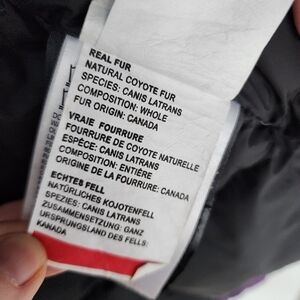 REAL FUR
NATURAL COYOTE FUR
SPECIES: CANIS LATRANS
COMPOSITION: WHOLE
FUR ORIGIN: CANADA
VRAIE FOURRURE
FOURRURE DE COYOTE NATURELLE
ESPÈCE: CANIS LATRANS
COMPOSITION: ENTIÈRE
ORIGINE DE LA FOURRURE: CANADA
ECHTES FELL
NATÜRLICHES KOJOTENFELL
SPEZIES: CANIS LATRANS
ZUSAMMENSETZUNG: GANZ
URSPRUNGSLAND DES FELLS:
KANADA